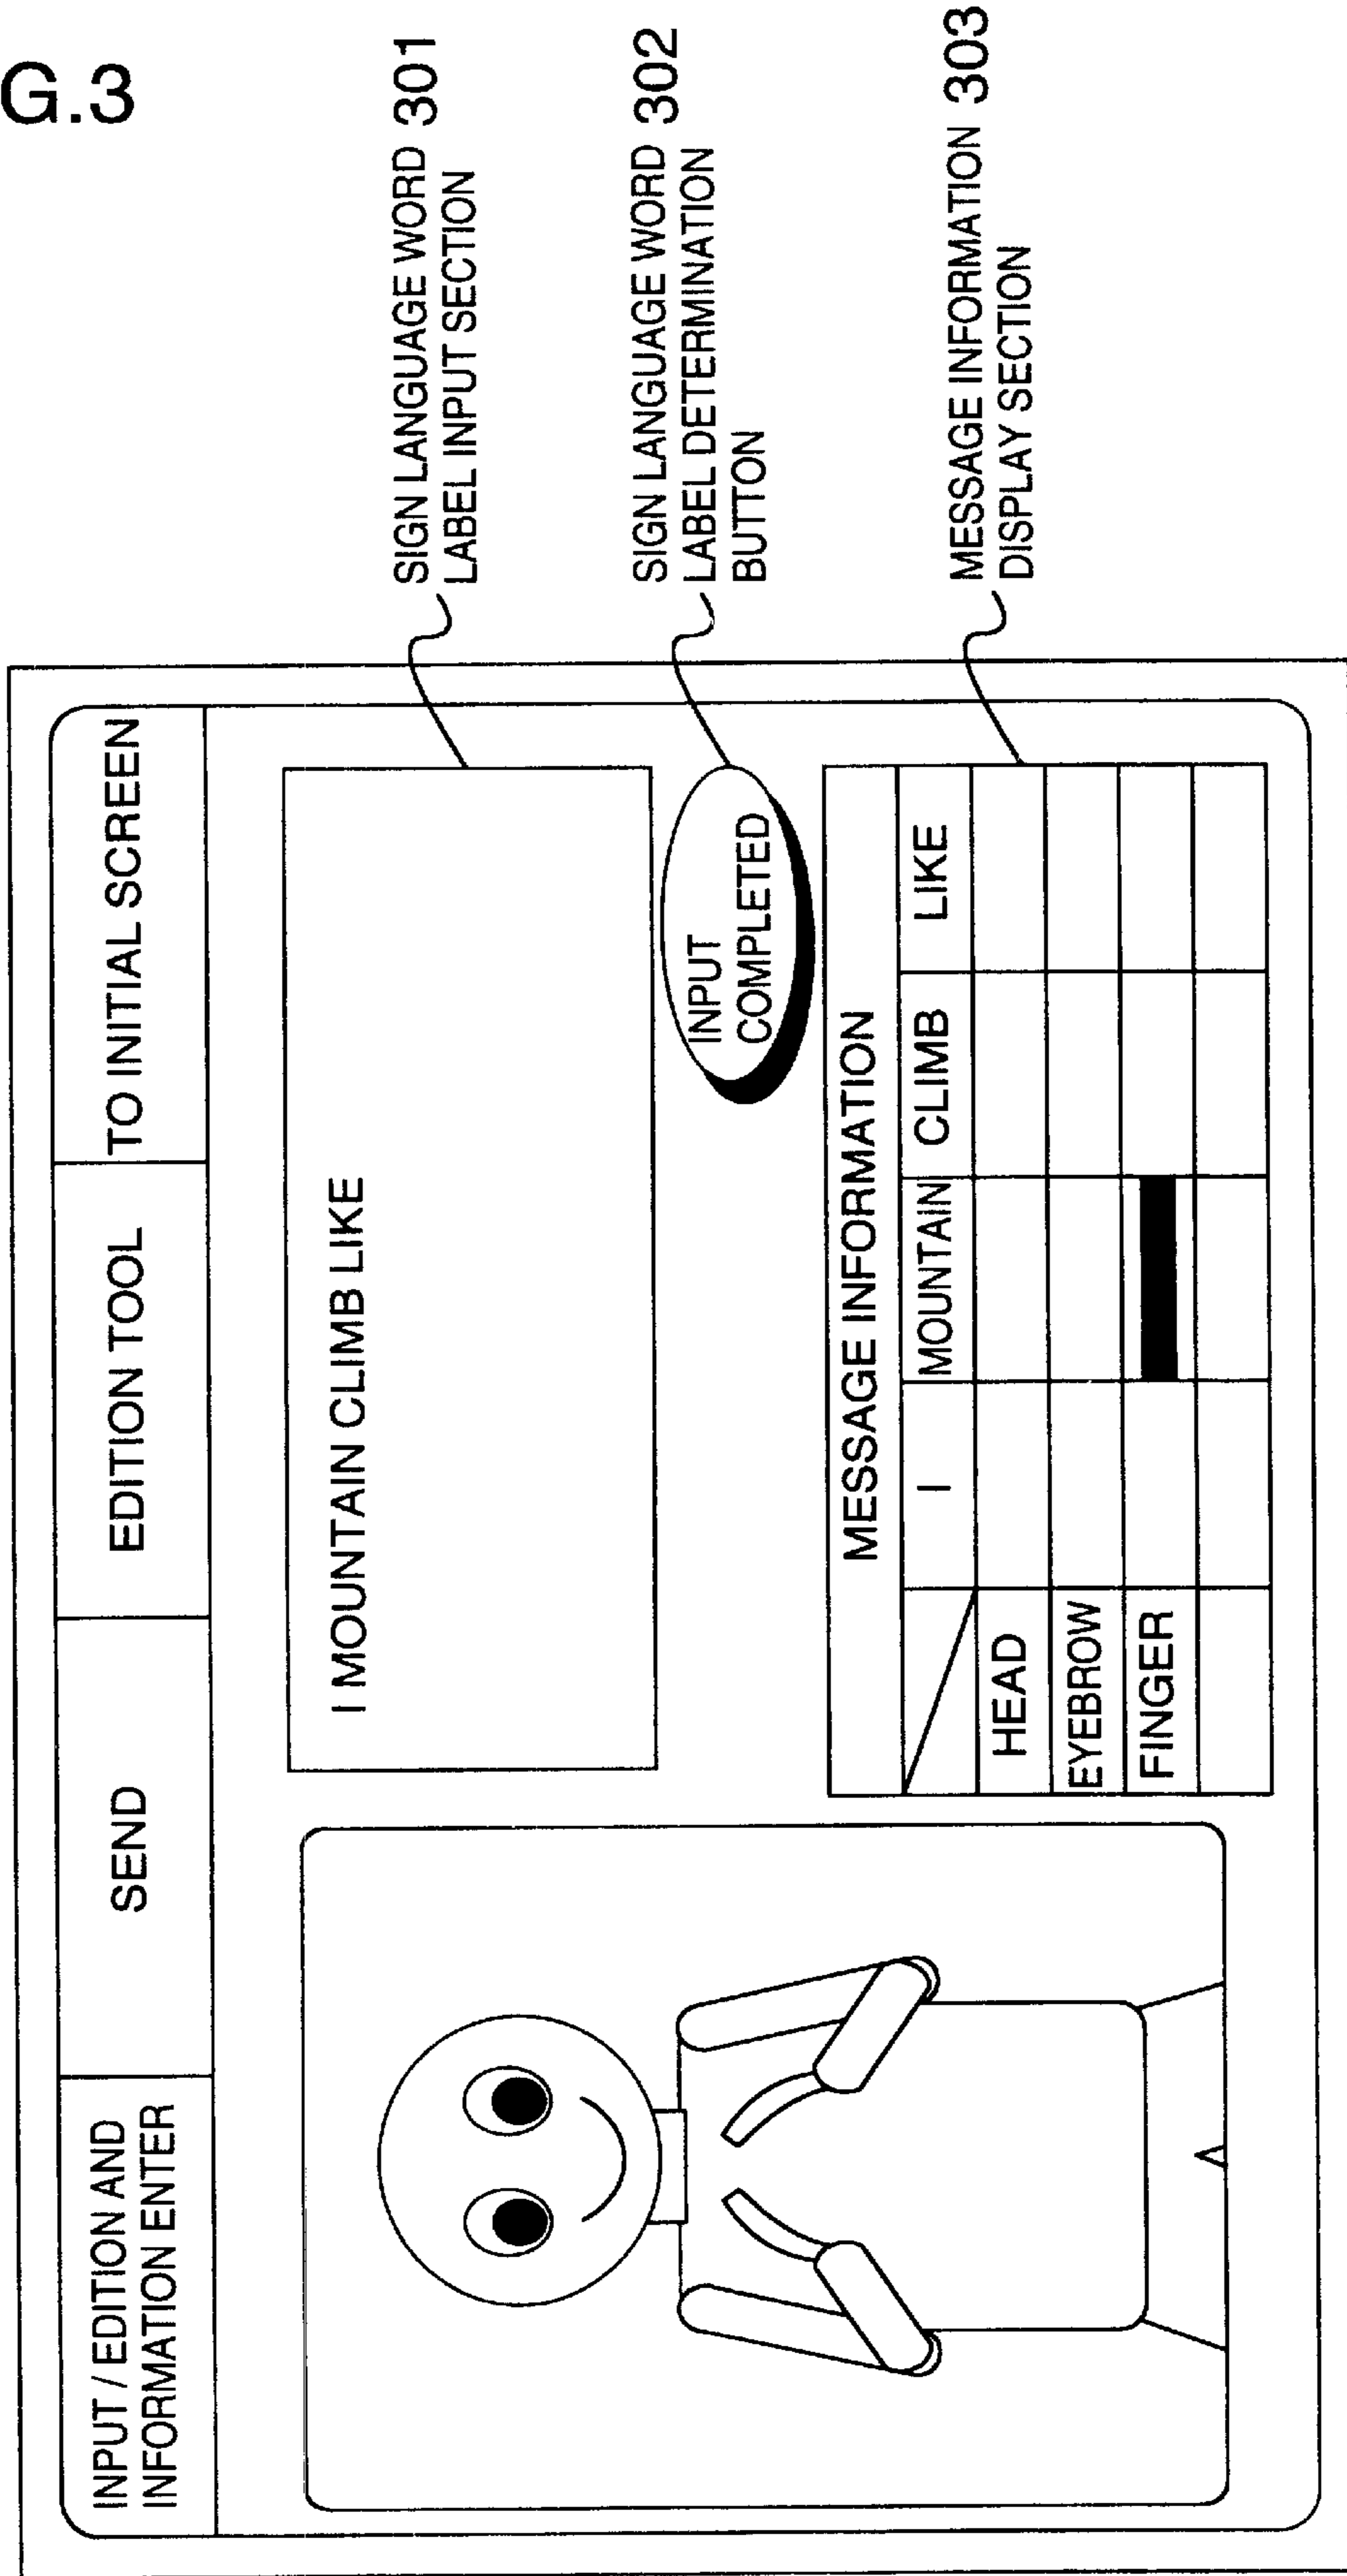 G.3
INPUT / EDITION AND
INFORMATION ENTER
SEND
EDITION TOOL
TO INITIAL SCREEN
I MOUNTAIN CLIMB LIKE
SIGN LANGUAGE WORD 301
LABEL INPUT SECTION
INPUT
COMPLETED
SIGN LANGUAGE WORD 302
LABEL DETERMINATION
BUTTON
MESSAGE INFORMATION
I MOUNTAIN CLIMB LIKE
HEAD
EYEBROW
FINGER
MESSAGE INFORMATION 303
DISPLAY SECTION